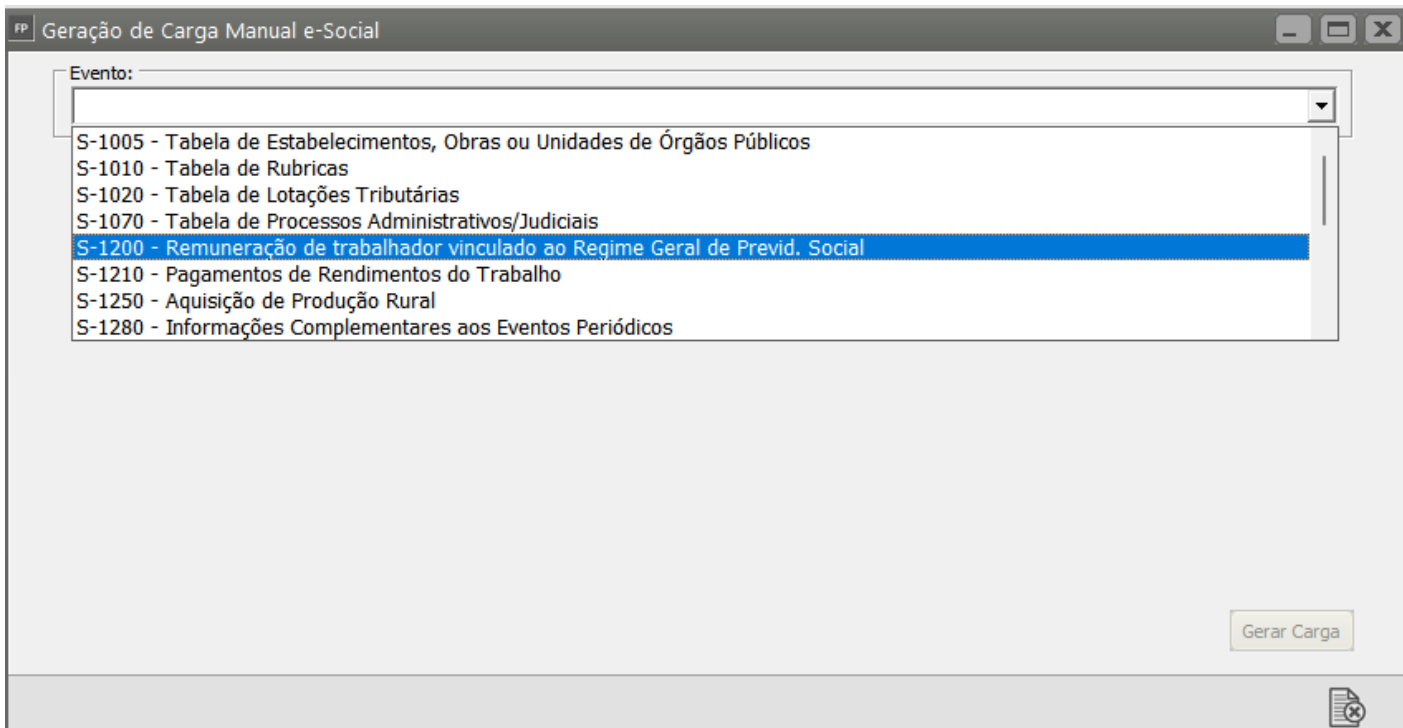 FP Geração de Carga Manual e-Social
Evento:
S-1005 - Tabela de Estabelecimentos, Obras ou Unidades de Órgãos Públicos
S-1010 - Tabela de Rubricas
S-1020 - Tabela de Lotações Tributárias
S-1070 - Tabela de Processos Administrativos/Judiciais
S-1200 - Remuneração de trabalhador vinculado ao Regime Geral de Previd. Social
S-1210 - Pagamentos de Rendimentos do Trabalho
S-1250 - Aquisição de Produção Rural
S-1280 - Informações Complementares aos Eventos Periódicos
Gerar Carga